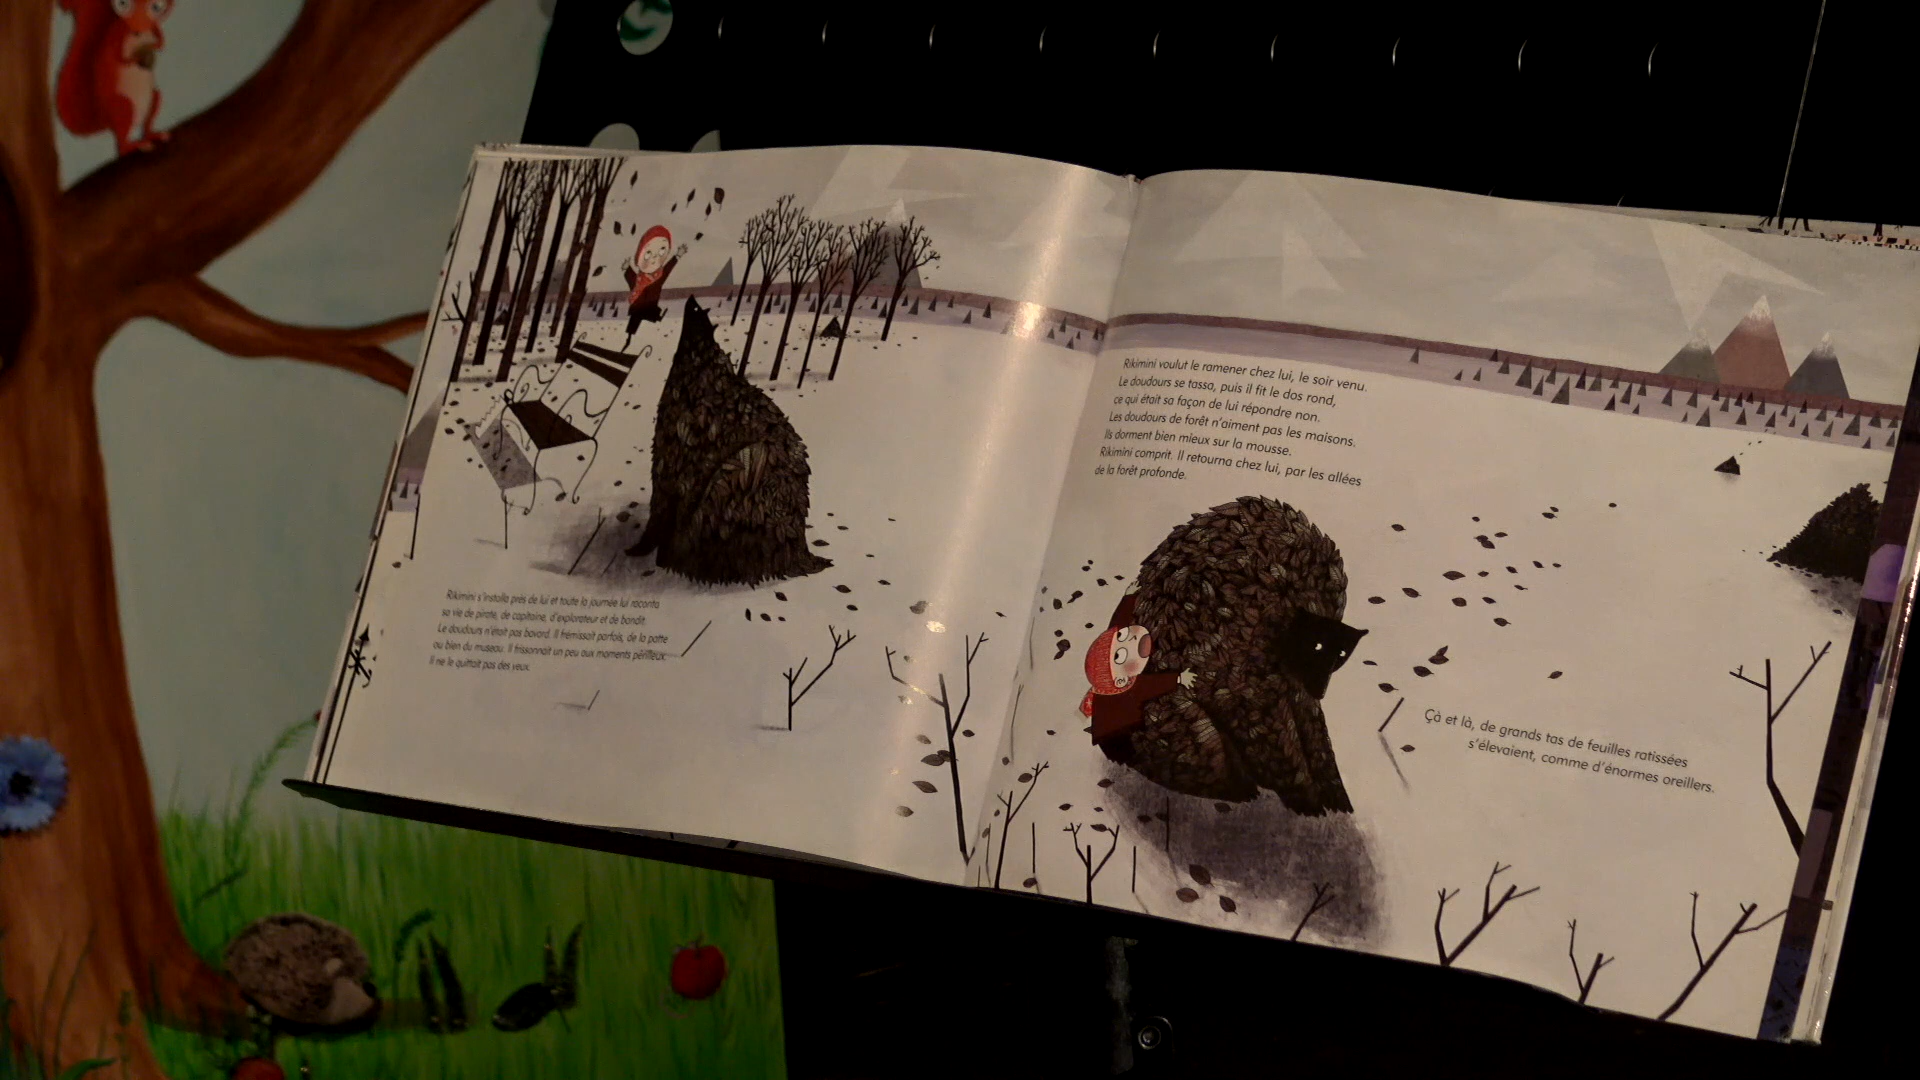 Rikimini s'installa près de lui et toute la journée lui raconta
sa vie de pirate, de capitaine, d'explorateur et de bandit.
Le doudours n'était pas bavard. Il frémissait parfois, de la patte
ou bien du museau. Il frissonnait un peu aux moments périlleux.
Il ne le quittait pas des yeux.
Rikimini voulut le ramener chez lui, le soir venu.
Le doudours se tassa, puis il fit le dos rond,
ce qui était sa façon de lui répondre non.
Les doudours de forêt n'aiment pas les maisons.
Ils dorment bien mieux sur la mousse.
Rikimini comprit. Il retourna chez lui, par les allées
de la forêt profonde.
Çà et là, de grands tas de feuilles ratissées
s'élevaient, comme d'énormes oreillers.